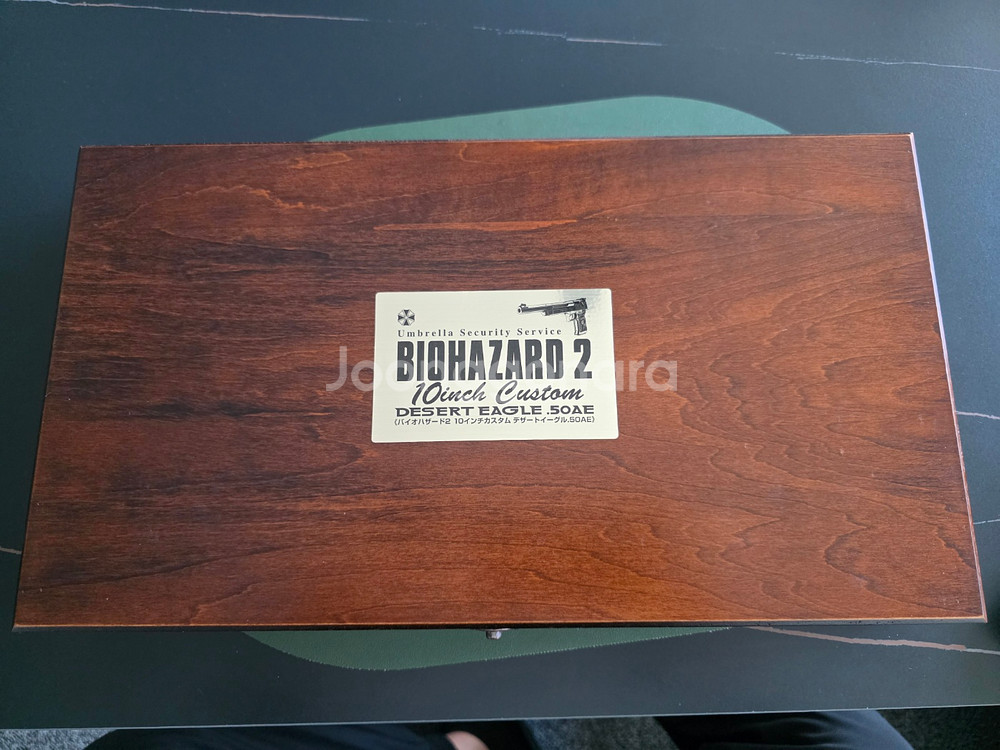 Umbrella Security Service
BIOHAZARD 2
10inch Custom
DESERT EAGLE .50AE
(バイオハザード2 10インチカスタム デザートイーグル.50AE)